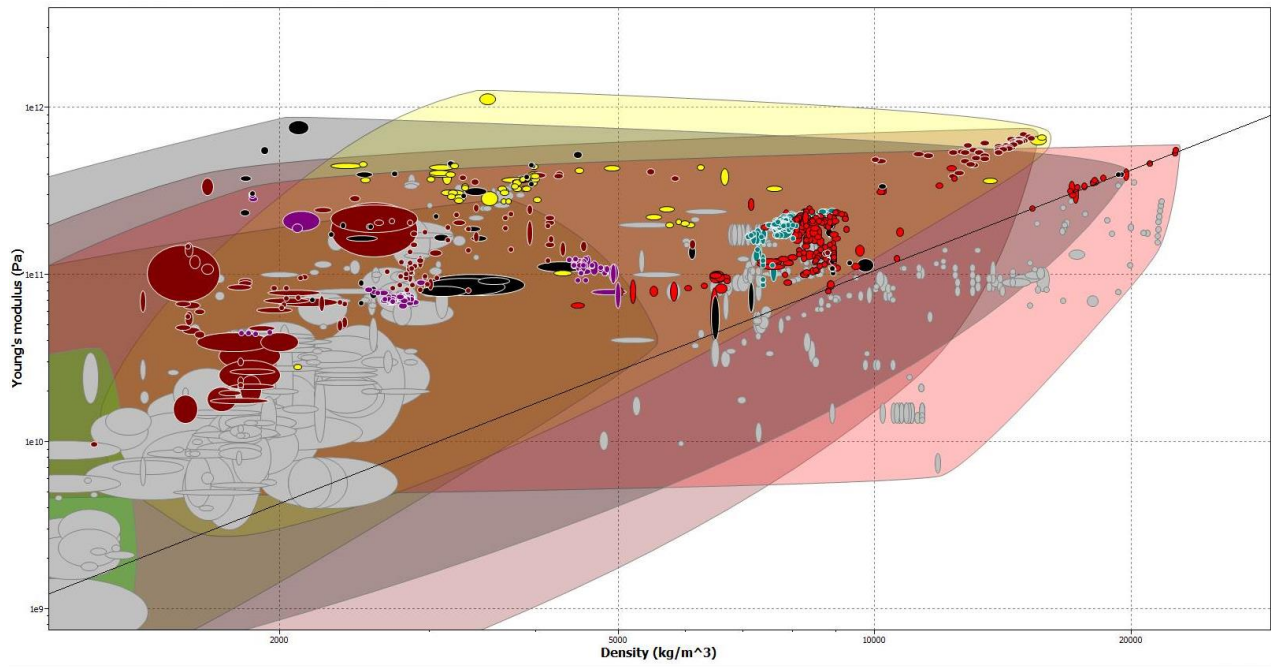 1e12
1e11
1e10
1e9
Young's modulus (Pa)
2000
5000
10000
20000
Density (kg/m^3)